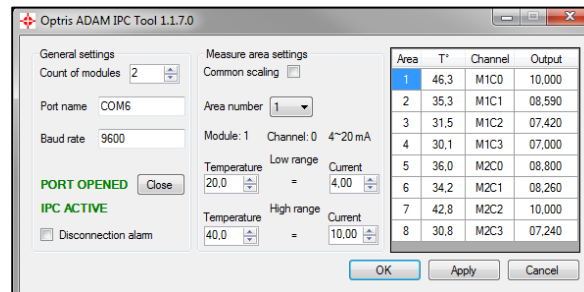 Optris ADAM IPC Tool 1.1.7.0
General settings
Count of modules 2
Port name COM6
Baud rate 9600
PORT OPENED Close
IPC ACTIVE
Disconnection alarm
Measure area settings
Common scaling
Area number 1
Module: 1 Channel: 0 4~20 mA
Low range
Temperature Current
20,0 = 4,00
High range
Temperature Current
40,0 = 10,00
Area T° Channel Output
1 46,3 M1C0 10,000
2 35,3 M1C1 08,590
3 31,5 M1C2 07,420
4 30,1 M1C3 07,000
5 36,0 M2C0 08,800
6 34,2 M2C1 08,260
7 42,8 M2C2 10,000
8 30,8 M2C3 07,240
OK Apply Cancel